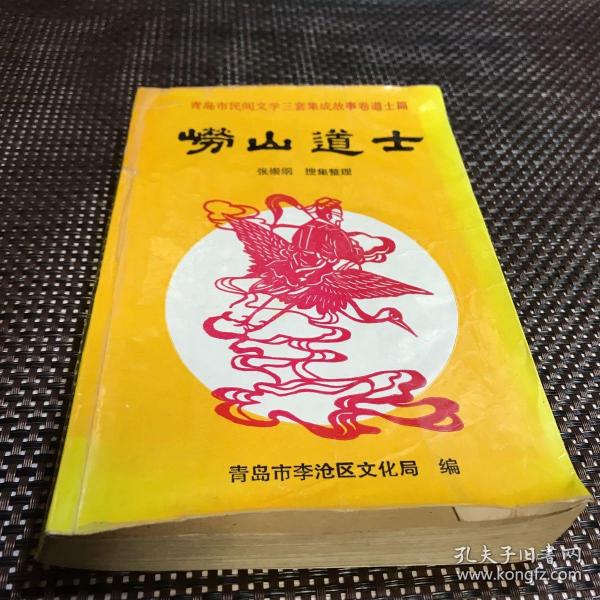 青岛市民间文学三套集成故事卷道士篇
崂山道士
张崇纲 搜集整理
青岛市李沧区文化局 编
孔夫子旧书网
www.kongfz.com